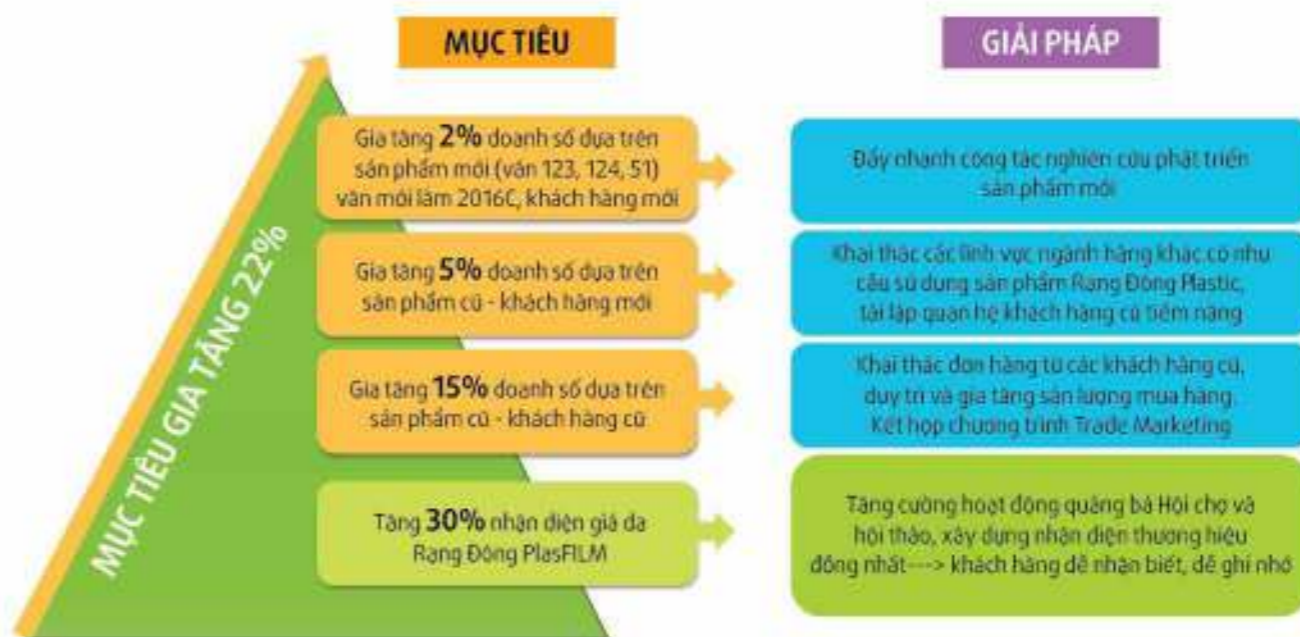 MỤC TIÊU
GIẢI PHÁP
MỤC TIÊU GIA TĂNG 22%
Gia tăng 2% doanh số dựa trên
sản phẩm mới (vân 123, 124, 51)
vân mới làm 2016C, khách hàng mới
Đẩy nhanh công tác nghiên cứu phát triển
sản phẩm mới
Gia tăng 5% doanh số dựa trên
sản phẩm cũ - khách hàng mới
Khai thác các lĩnh vực ngành hàng khác có nhu
cầu sử dụng sản phẩm Rạng Đông Plastic,
tái lập quan hệ khách hàng cũ tiềm năng
Gia tăng 15% doanh số dựa trên
sản phẩm cũ - khách hàng cũ
Khai thác đơn hàng từ các khách hàng cũ,
duy trì và gia tăng sản lượng mua hàng.
Kết hợp chương trình Trade Marketing
Tăng 30% nhận diện giả da
Rạng Đông PlasFILM
Tăng cường hoạt động quảng bá Hội chợ và
hội thảo, xây dựng nhận diện thương hiệu
đồng nhất---> khách hàng dễ nhận biết, dễ ghi nhớ